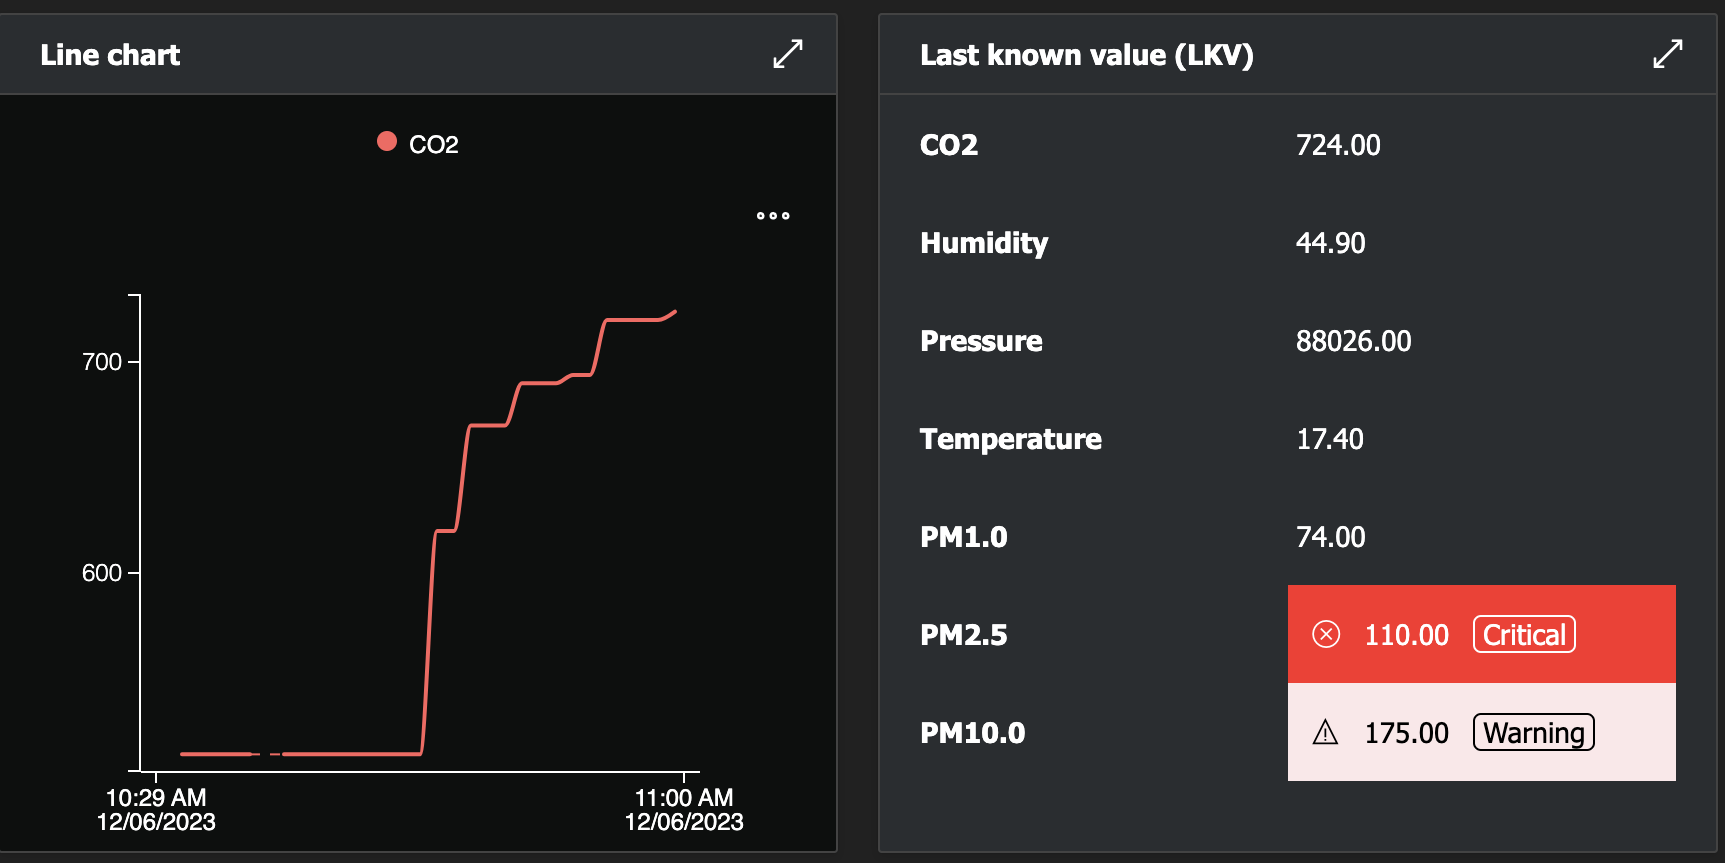 Line chart
CO2
700
600
10:29 AM
12/06/2023
11:00 AM
12/06/2023
Last known value (LKV)
CO2 724.00
Humidity 44.90
Pressure 88026.00
Temperature 17.40
PM1.0 74.00
PM2.5 110.00 Critical
PM10.0 175.00 Warning